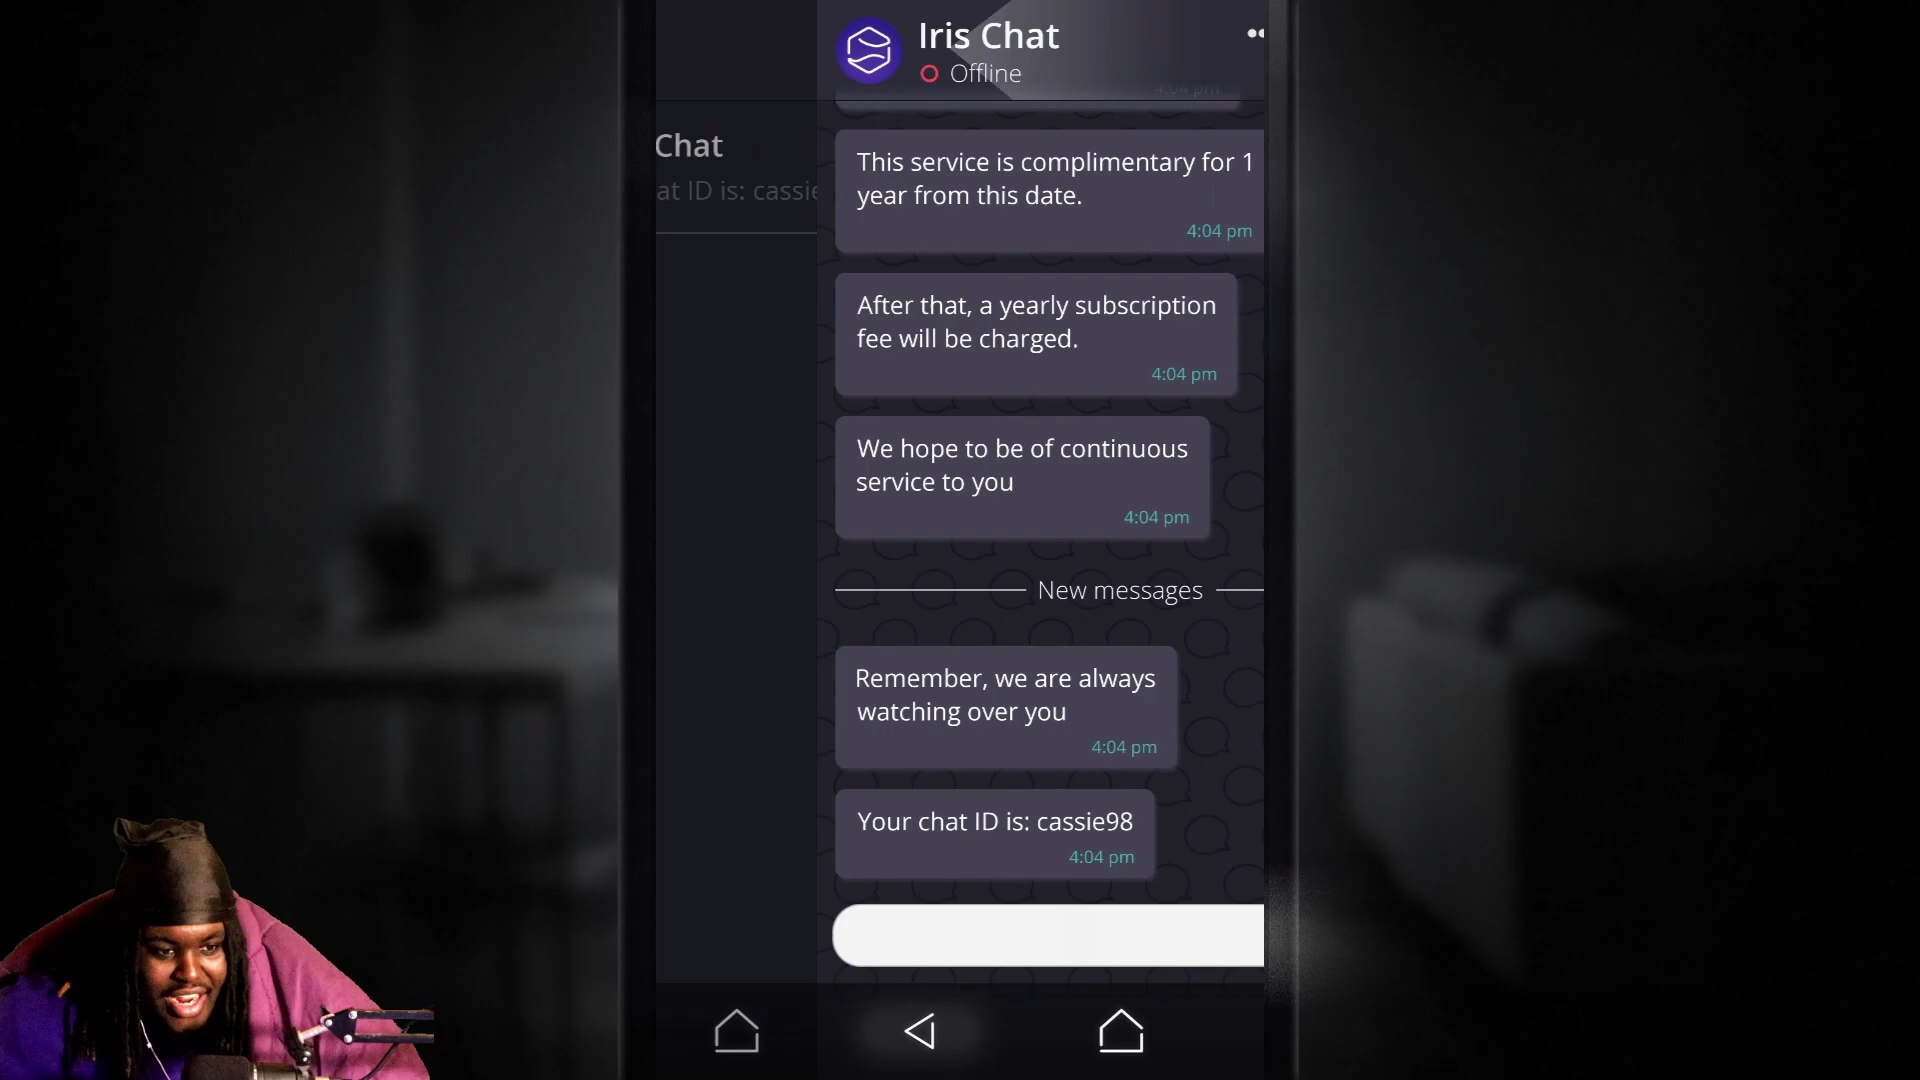 Iris Chat
Offline
4:04 pm
Chat
at ID is: cassie
This service is complimentary for 1
year from this date.
4:04 pm
After that, a yearly subscription
fee will be charged.
4:04 pm
We hope to be of continuous
service to you
4:04 pm
New messages
Remember, we are always
watching over you
4:04 pm
Your chat ID is: cassie98
4:04 pm